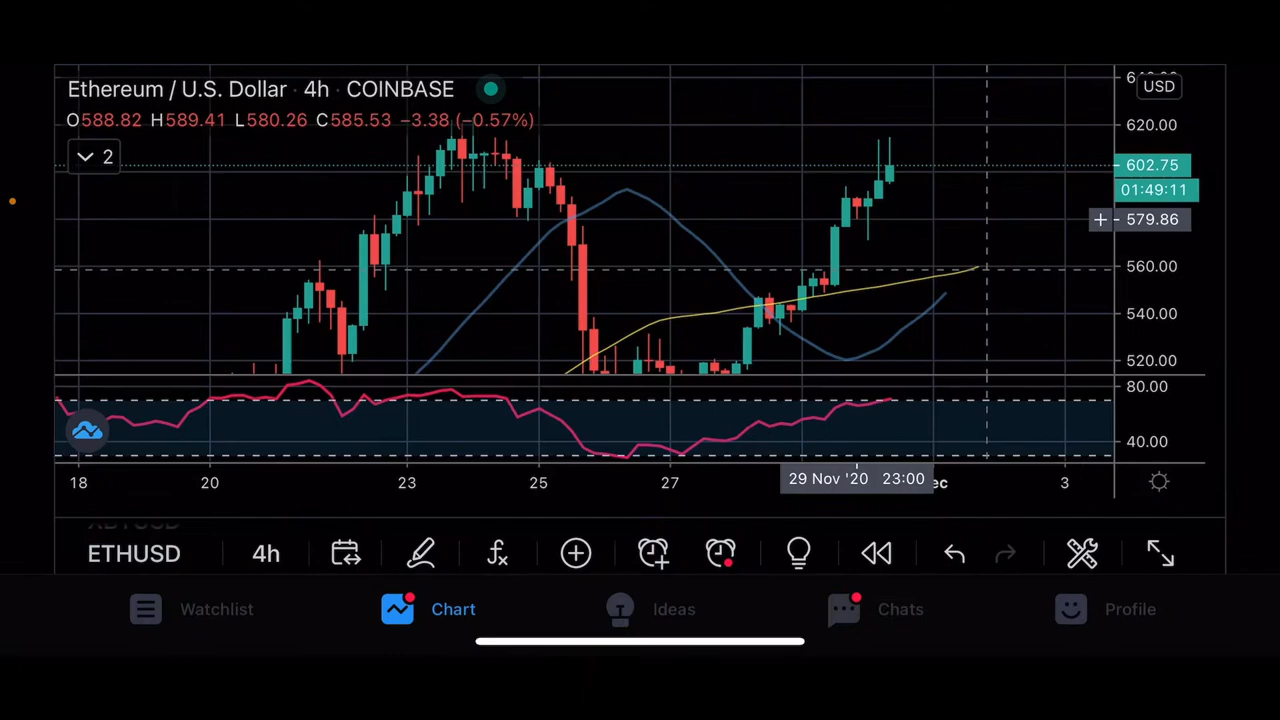 Ethereum / U.S. Dollar · 4h · COINBASE
O588.82 H589.41 L580.26 C585.53 −3.38 (−0.57%)
2
USD
620.00
602.75
01:49:11
579.86
560.00
540.00
520.00
80.00
40.00
18 20 23 25 27 29 Nov '20 23:00 3
ETHUSD 4h
Watchlist Chart Ideas Chats Profile